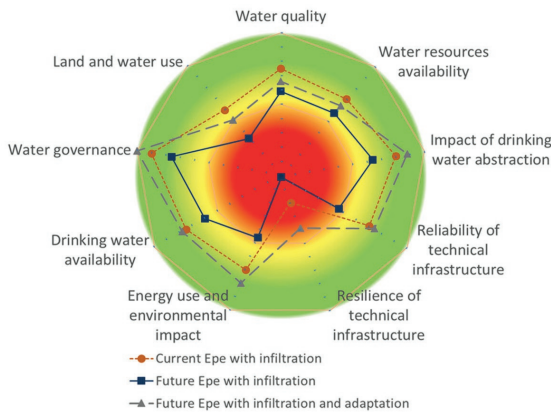 Water quality
Land and water use
Water resources
availability
Water governance
Impact of drinking
water abstraction
Drinking water
availability
Reliability of
technical
infrastructure
Energy use and
environmental
impact
Resilience of
technical
infrastructure
Current Epe with infiltration
Future Epe with infiltration
Future Epe with infiltration and adaptation